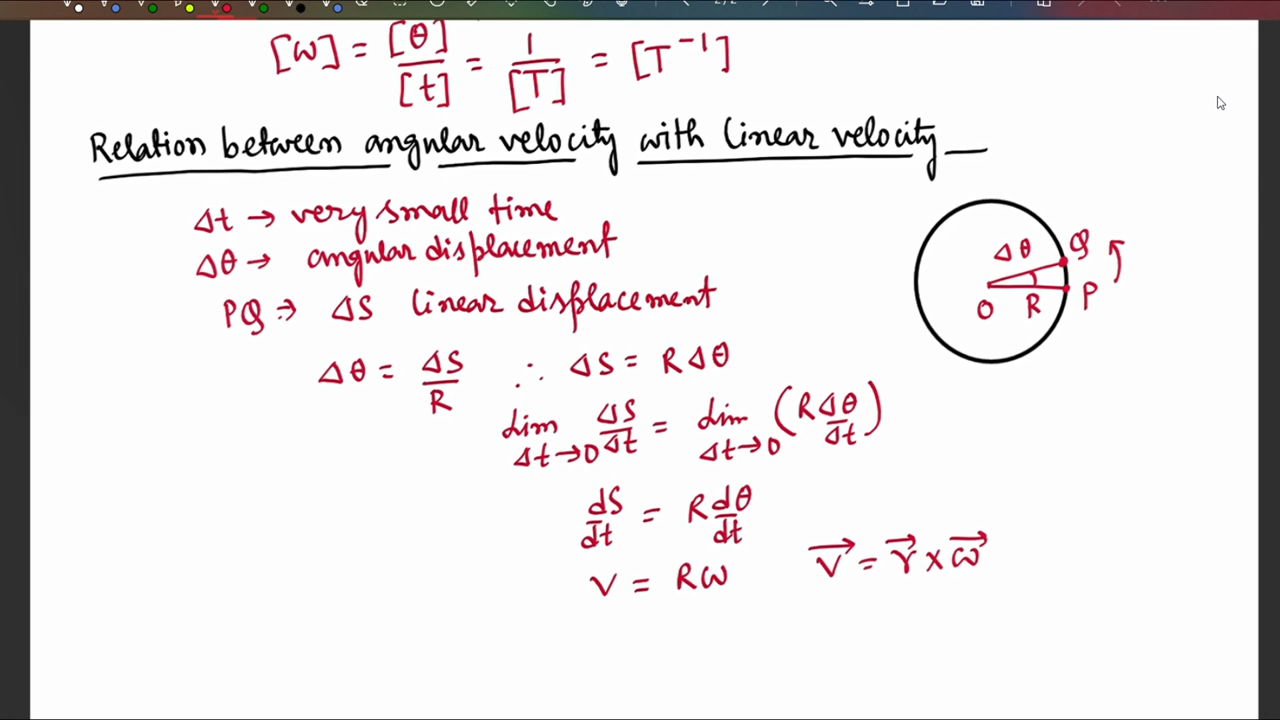 [ω] = [θ]/[t] = 1/[T] = [T⁻¹]
Relation between angular velocity with linear velocity
Δt → very small time
Δθ → angular displacement
PQ ⇒ ΔS linear displacement
Δθ
Q
P
O
R
Δθ = ΔS/R ∴ ΔS = RΔθ
lim Δt→0 ΔS/Δt = lim Δt→0 (RΔθ/Δt)
dS/dt = R dθ/dt
v = Rω
v⃗ = r⃗ × ω⃗